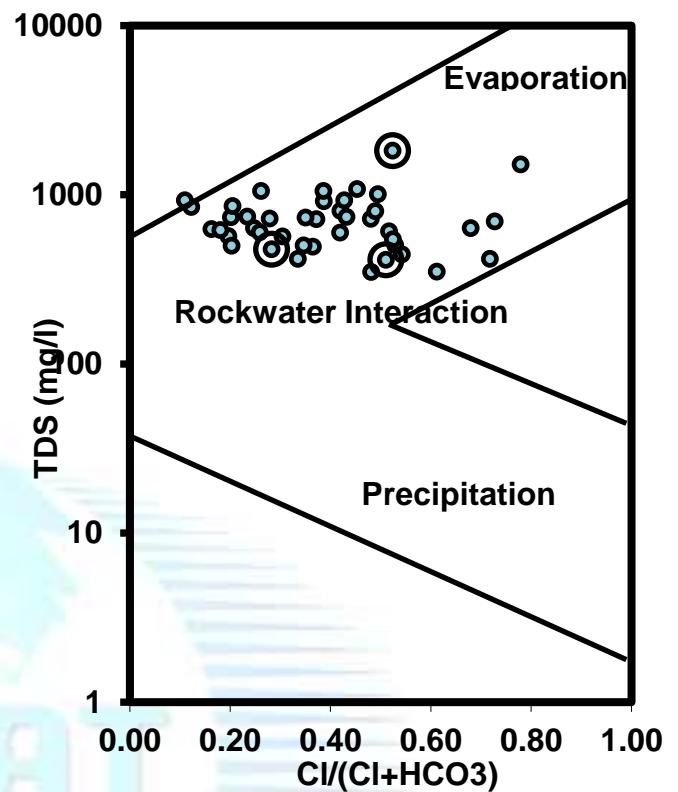 10000
Evaporation
1000
Rockwater Interaction
100
TDS (mg/l)
Precipitation
10
1
0.00 0.20 0.40 0.60 0.80 1.00
Cl/(Cl+HCO3)